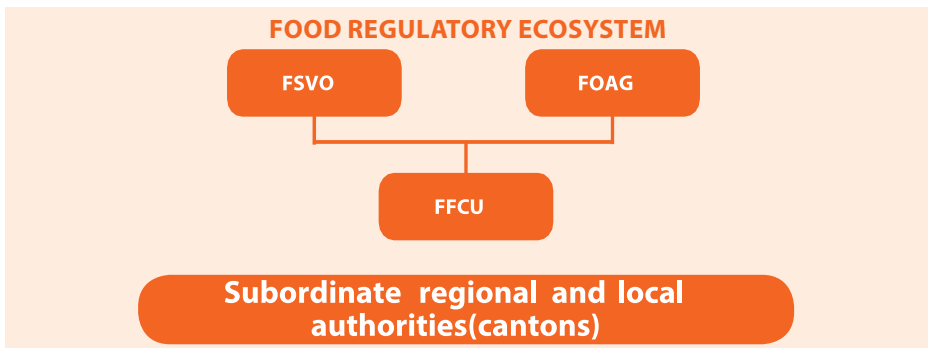 FOOD REGULATORY ECOSYSTEM
FSVO
FOAG
FFCU
Subordinate regional and local
authorities(cantons)